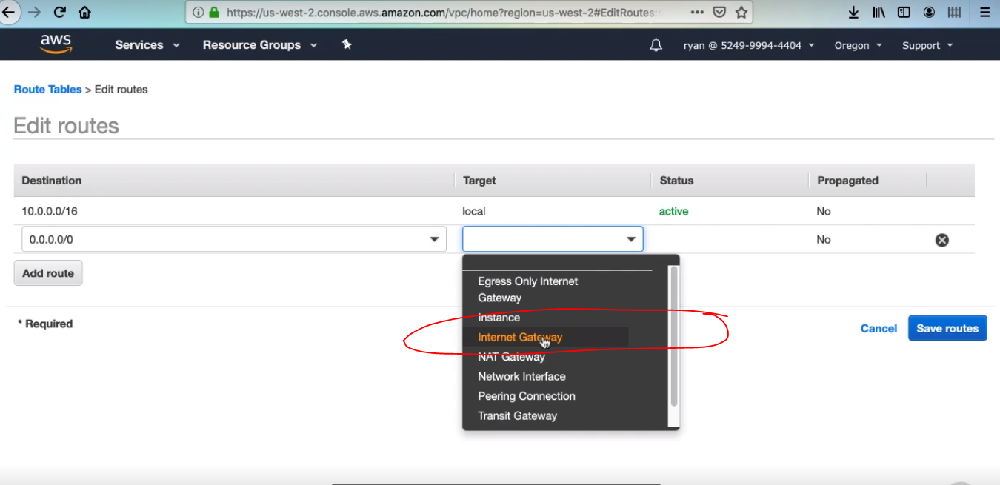 https://us-west-2.console.aws.amazon.com/vpc/home?region=us-west-2#EditRoutes:
aws
Services
Resource Groups
ryan @ 5249-9994-4404
Oregon
Support
Route Tables > Edit routes
Edit routes
Destination
Target
Status
Propagated
10.0.0.0/16
local
active
No
0.0.0.0/0
No
Add route
Egress Only Internet
Gateway
Instance
Internet Gateway
NAT Gateway
Network Interface
Peering Connection
Transit Gateway
* Required
Cancel
Save routes